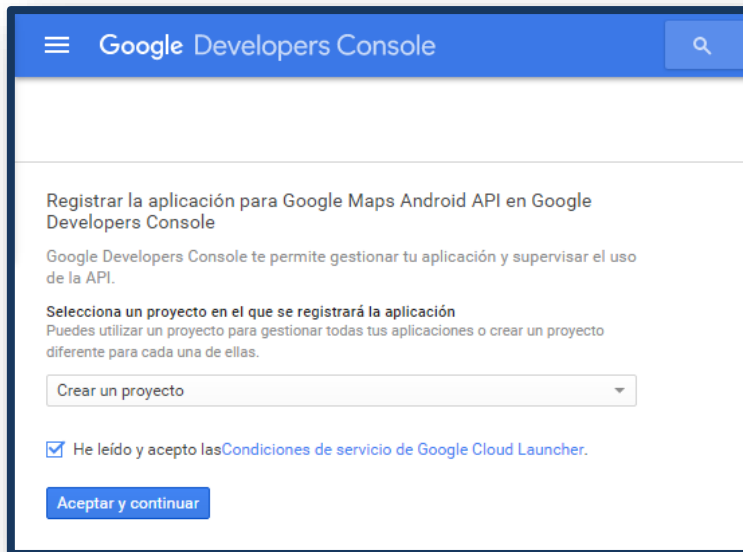 Google Developers Console
Registrar la aplicación para Google Maps Android API en Google
Developers Console
Google Developers Console te permite gestionar tu aplicación y supervisar el uso
de la API.
Selecciona un proyecto en el que se registrará la aplicación
Puedes utilizar un proyecto para gestionar todas tus aplicaciones o crear un proyecto
diferente para cada una de ellas.
Crear un proyecto
He leído y acepto lasCondiciones de servicio de Google Cloud Launcher.
Aceptar y continuar